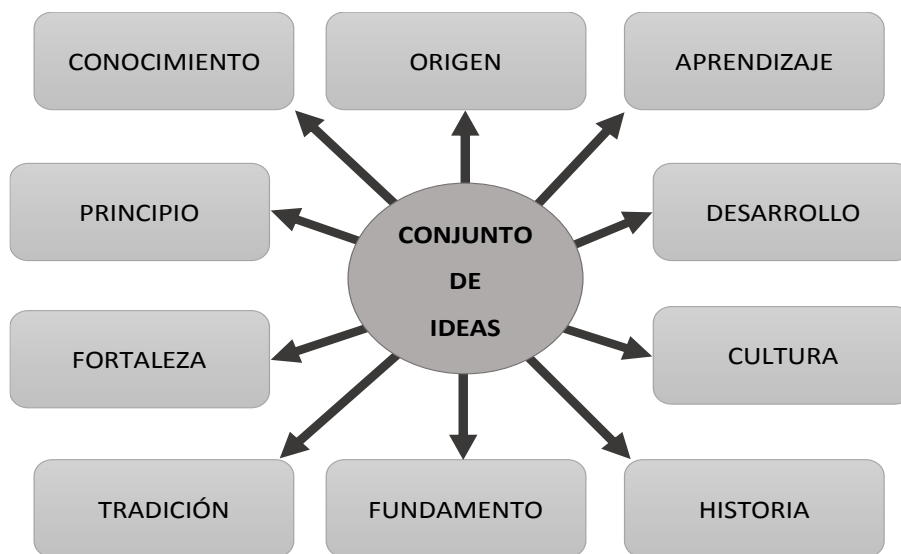 CONOCIMIENTO
ORIGEN
APRENDIZAJE
PRINCIPIO
CONJUNTO
DE
IDEAS
DESARROLLO
FORTALEZA
CULTURA
TRADICIÓN
FUNDAMENTO
HISTORIA